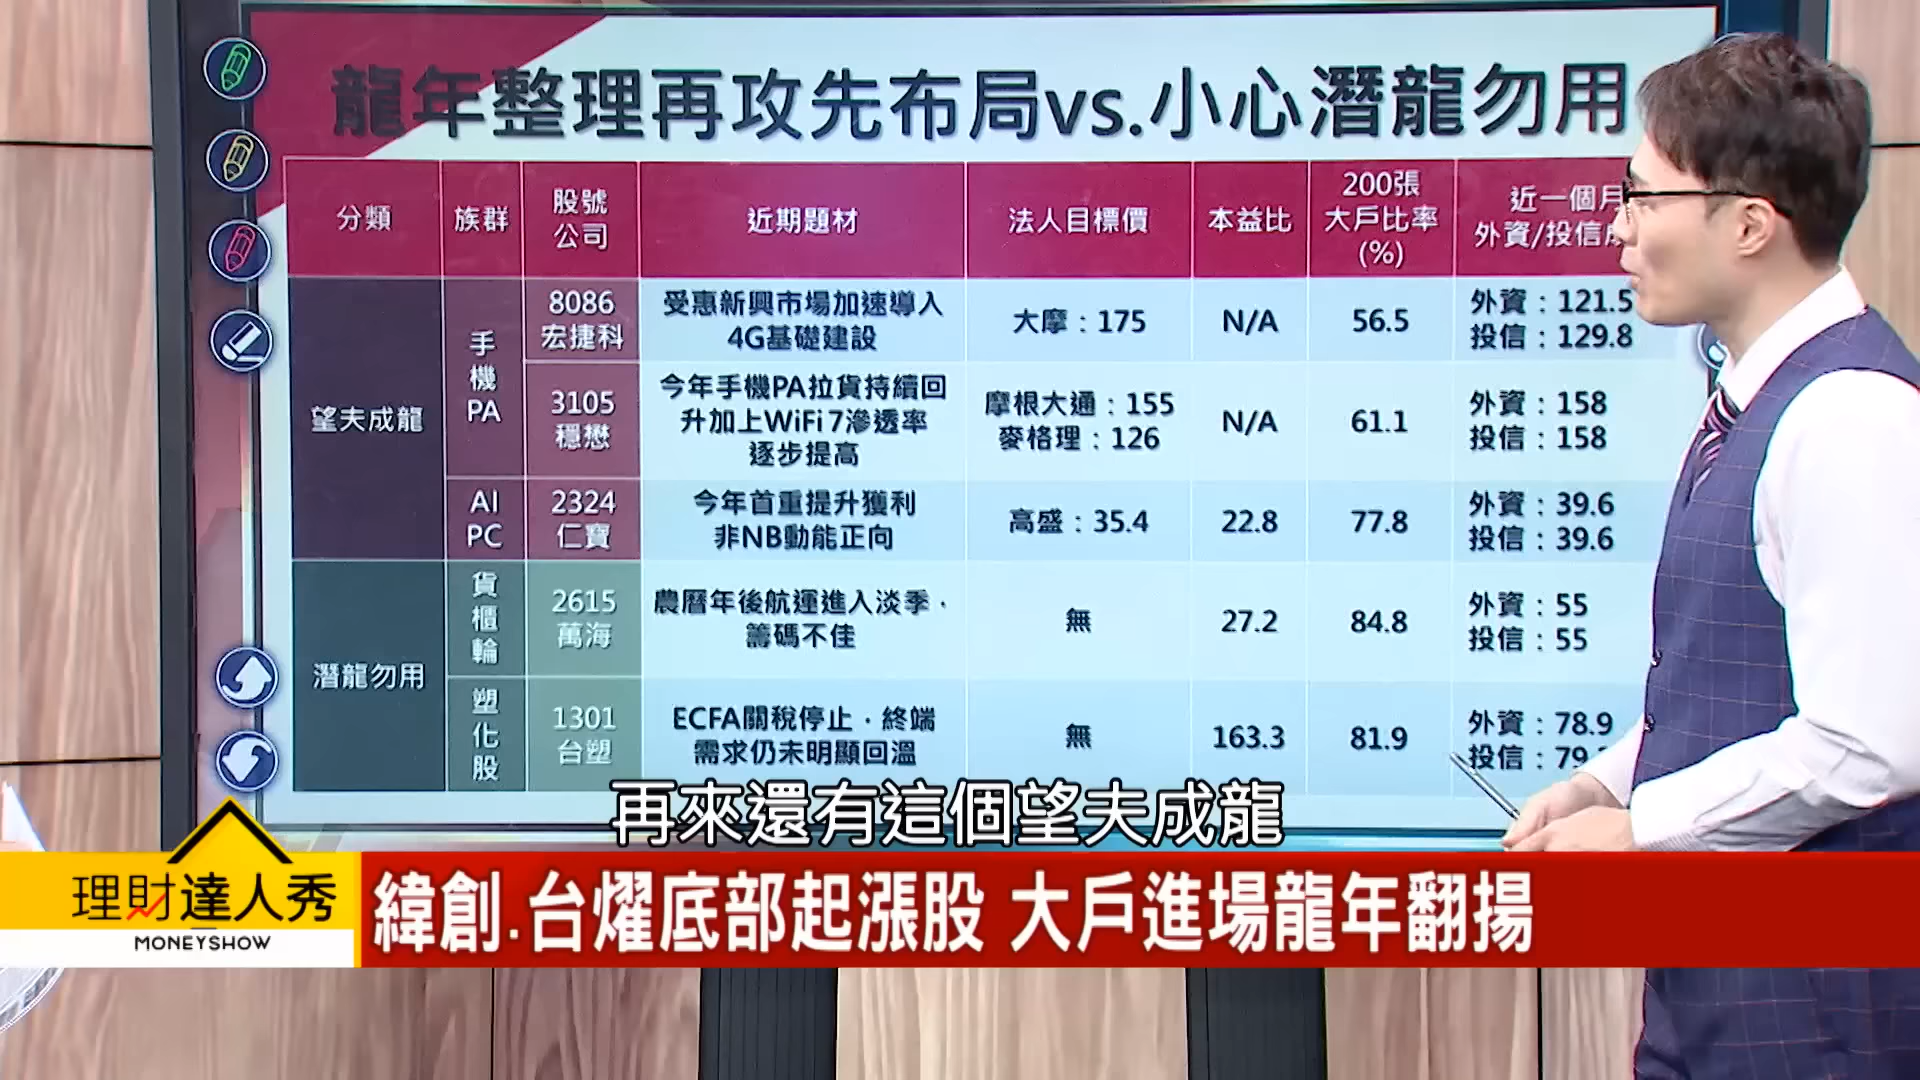 龍年整理再攻先布局vs.小心潛龍勿用
分類
族群
股號
公司
近期題材
法人目標價
本益比
200張
大戶比率
(%)
近一個月
外資/投信
望夫成龍
手
機
PA
8086
宏捷科
受惠新興市場加速導入
4G基礎建設
大摩：175
N/A
56.5
外資：121.5
投信：129.8
3105
穩懋
今年手機PA拉貨持續回
升加上WiFi 7滲透率
逐步提高
摩根大通：155
麥格理：126
N/A
61.1
外資：158
投信：158
AI
PC
2324
仁寶
今年首重提升獲利
非NB動能正向
高盛：35.4
22.8
77.8
外資：39.6
投信：39.6
潛龍勿用
貨
櫃
輪
2615
萬海
農曆年後航運進入淡季，
籌碼不佳
無
27.2
84.8
外資：55
投信：55
塑
化
股
1301
台塑
ECFA關稅停止，終端
需求仍未明顯回溫
無
163.3
81.9
外資：78.9
投信：79.
再來還有這個望夫成龍
理財達人秀
MONEYSHOW
緯創.台燿底部起漲股 大戶進場龍年翻揚